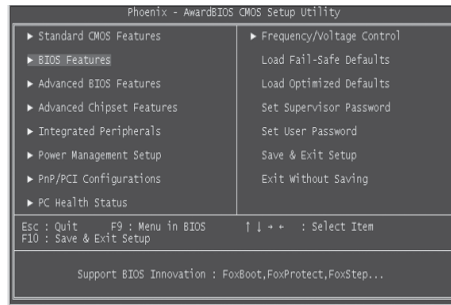 Phoenix - AwardBIOS CMOS Setup Utility
▶ Standard CMOS Features
▶ BIOS Features
▶ Advanced BIOS Features
▶ Advanced Chipset Features
▶ Integrated Peripherals
▶ Power Management Setup
▶ PnP/PCI Configurations
▶ PC Health Status
▶ Frequency/Voltage Control
Load Fail-Safe Defaults
Load Optimized Defaults
Set Supervisor Password
Set User Password
Save & Exit Setup
Exit Without Saving
Esc : Quit F9 : Menu in BIOS ↑ ↓ → ← : Select Item
F10 : Save & Exit Setup
Support BIOS Innovation : FoxBoot,FoxProtect,FoxStep...